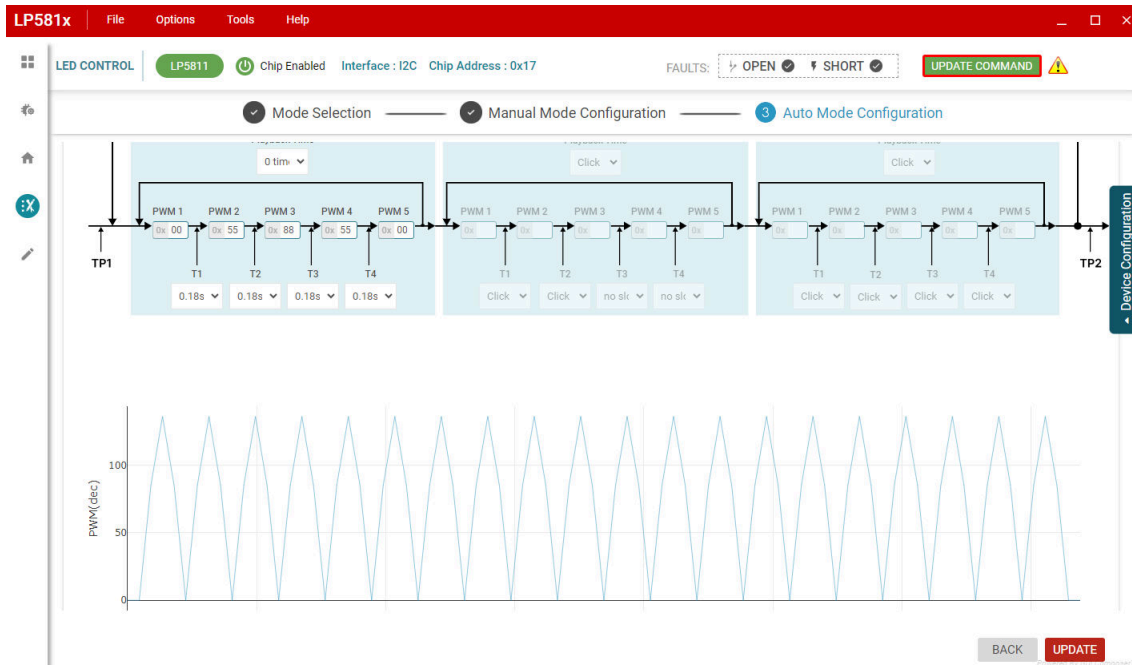 LP581x File Options Tools Help
LED CONTROL LP5811 Chip Enabled Interface : I2C Chip Address : 0x17 FAULTS: OPEN SHORT UPDATE COMMAND
Mode Selection Manual Mode Configuration 3 Auto Mode Configuration
0 tim Click Click
PWM 1 PWM 2 PWM 3 PWM 4 PWM 5 PWM 1 PWM 2 PWM 3 PWM 4 PWM 5 PWM 1 PWM 2 PWM 3 PWM 4 PWM 5
0x 00 0x 55 0x 88 0x 55 0x 00 0x 0x 0x 0x 0x 0x 0x 0x 0x 0x
TP1 T1 T2 T3 T4 T1 T2 T3 T4 T1 T2 T3 T4 TP2
0.18s 0.18s 0.18s 0.18s Click Click no slo no slo Click Click Click Click
Device Configuration
PWM(dec)
100
50
0
BACK UPDATE